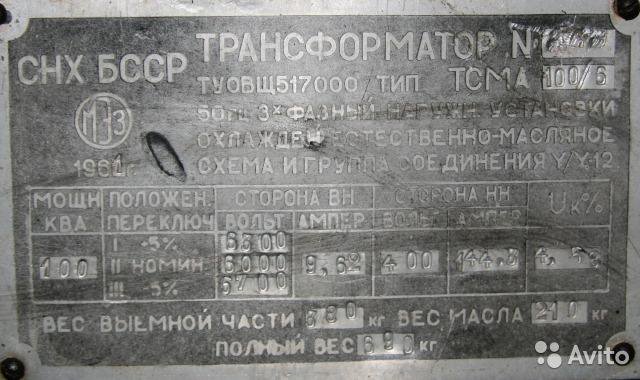 СНХ БССР
ТРАНСФОРМАТОР N
ТУОВЩ517000/ТИП ТСМА 100/6
МЭЗ
1961г.
50гц 3х ФАЗНЫЙ НАРУЖН. УСТАНОВКИ
ОХЛАЖДЕН ЕСТЕСТВЕННО-МАСЛЯНОЕ
СХЕМА И ГРУППА СОЕДИНЕНИЯ Y/Y-12
МОЩН КВА
ПОЛОЖЕН. ПЕРЕКЛЮЧ
СТОРОНА ВН
ВОЛЬТ АМПЕР
СТОРОНА НН
ВОЛЬТ АМПЕР
Uк%
I +5% 6300
100 II НОМИН. 6000 9,62 400 144,3
III -5% 5700
ВЕС ВЫЕМНОЙ ЧАСТИ 380 кг ВЕС МАСЛА 210 кг
ПОЛНЫЙ ВЕС 690 кг.
Avito